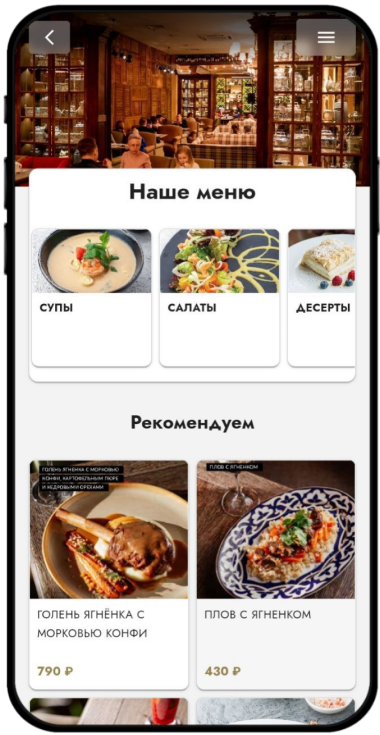 Наше меню
СУПЫ
САЛАТЫ
ДЕСЕРТЫ
Рекомендуем
ГОЛЕНЬ ЯГНЕНКА С МОРКОВЬЮ
КОНФИ, КАРТОФЕЛЬНЫМ ПЮРЕ
И КЕДРОВЫМИ ОРЕХАМИ
ПЛОВ С ЯГНЕНКОМ
ГОЛЕНЬ ЯГНЁНКА С
МОРКОВЬЮ КОНФИ
ПЛОВ С ЯГНЕНКОМ
790 ₽
430 ₽